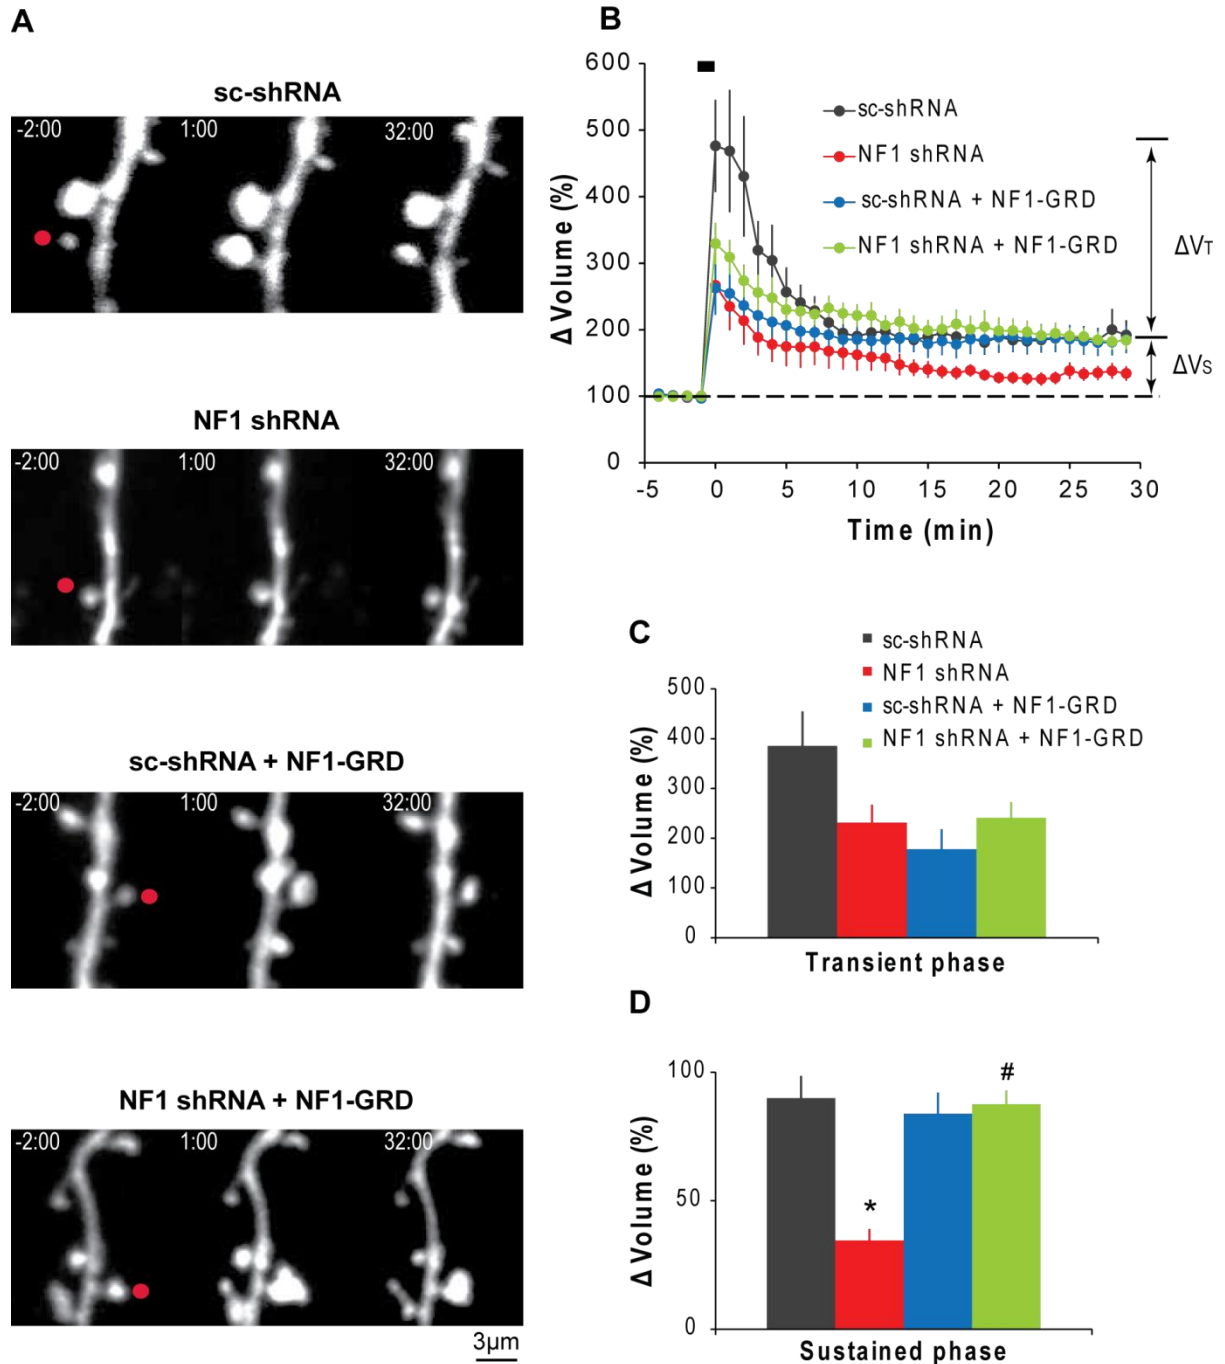 A
sc-shRNA
-2:00 1:00 32:00
NF1 shRNA
-2:00 1:00 32:00
sc-shRNA + NF1-GRD
-2:00 1:00 32:00
NF1 shRNA + NF1-GRD
-2:00 1:00 32:00
3µm
B
600
500
400
300
200
100
0
Δ Volume (%)
-5 0 5 10 15 20 25 30
Time (min)
sc-shRNA
NF1 shRNA
sc-shRNA + NF1-GRD
NF1 shRNA + NF1-GRD
ΔVT
ΔVS
C
sc-shRNA
NF1 shRNA
sc-shRNA + NF1-GRD
NF1 shRNA + NF1-GRD
500
400
300
200
100
0
Δ Volume (%)
Transient phase
D
100
50
0
Δ Volume (%)
*
#
Sustained phase